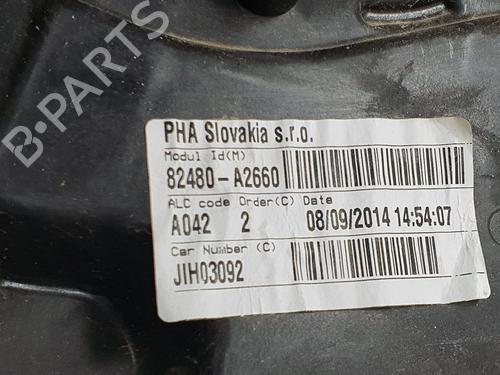 PHA Slovakia s.r.o.
Modul Id(M)
82480-A2660
ALC code Order(C) Date
A042 2 08/09/2014 14:54:07
Car Number (C)
JIH03092
B-PARTS